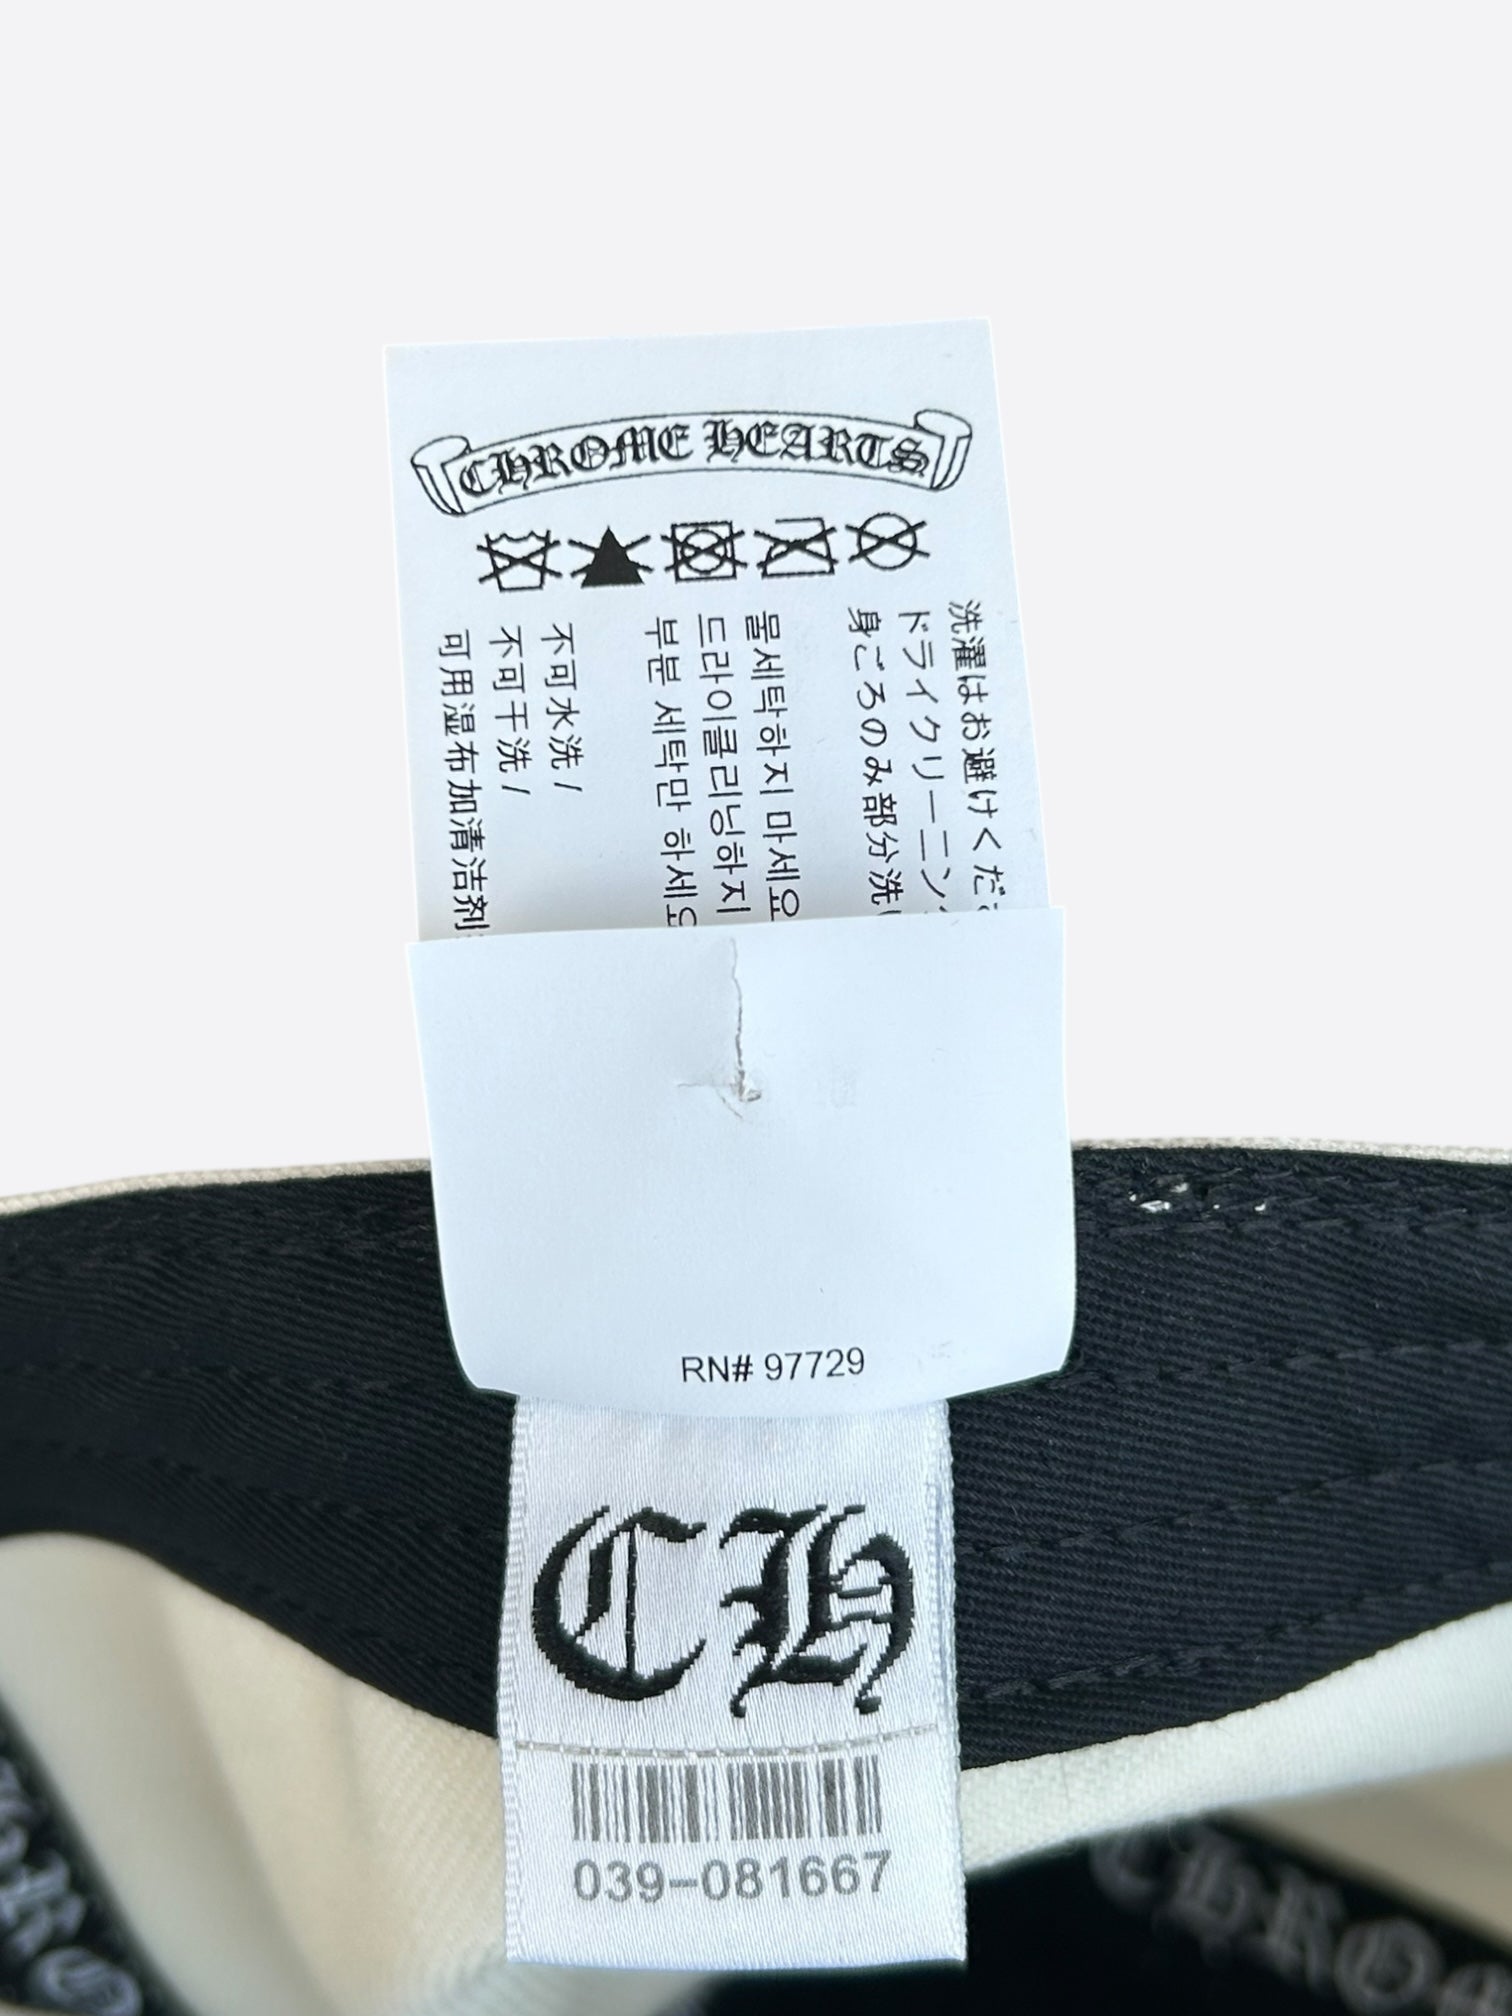 CHROME HEARTS
洗濯はお避けくだ
ドライクリーニン
身ごろのみ部分洗
물세탁하지 마세요
드라이클리닝하지
부분 세탁만 하세요
不可水洗 /
不可干洗 /
可用湿布加清洁剂
RN# 97729
CH
039-081667
CHRO